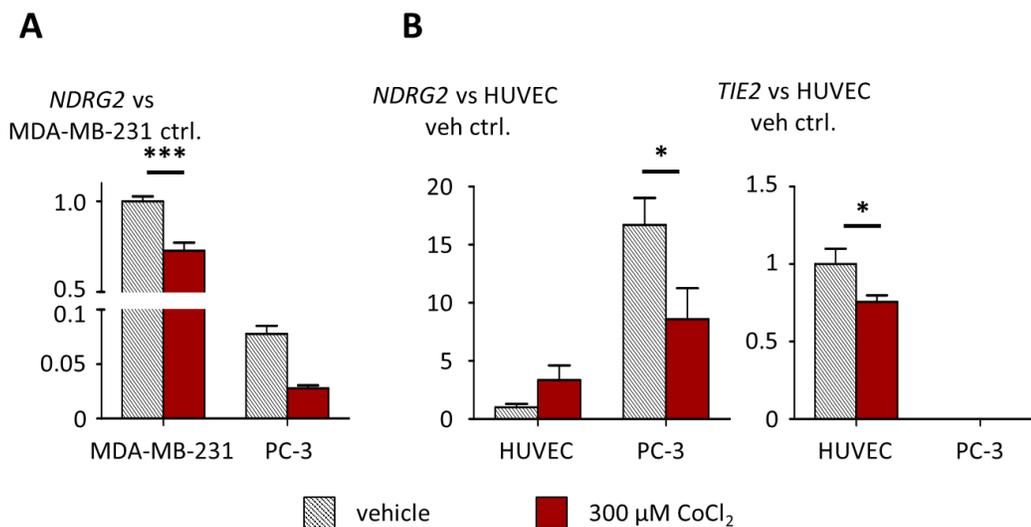 A
B
NDRG2 vs
MDA-MB-231 ctrl.
***
1.0
0.5
0.1
0.05
0
MDA-MB-231 PC-3
NDRG2 vs HUVEC
veh ctrl.
*
20
15
10
5
0
HUVEC PC-3
TIE2 vs HUVEC
veh ctrl.
*
1.5
1
0.5
0
HUVEC PC-3
vehicle
300 µM CoCl₂